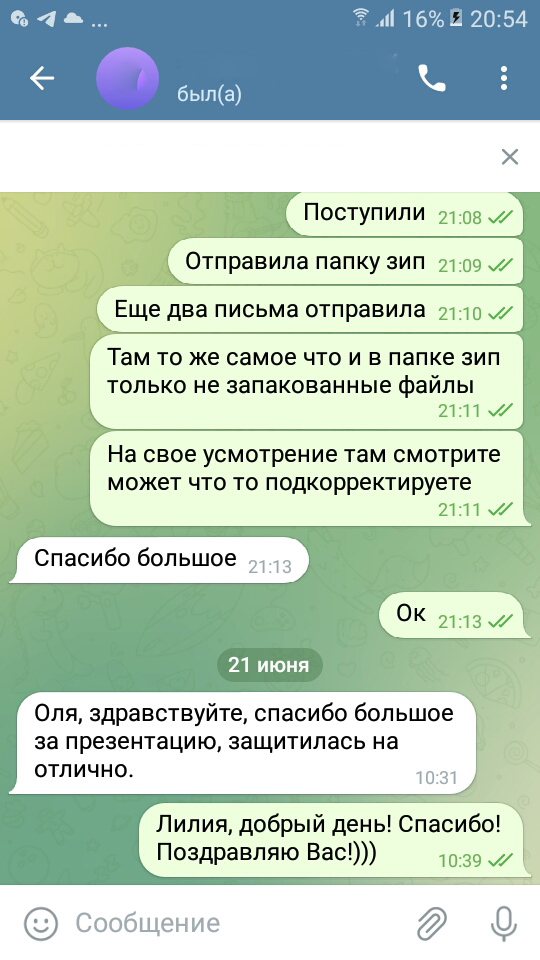 ... 16% 20:54
был(а)
Поступили 21:08
Отправила папку зип 21:09
Еще два письма отправила 21:10
Там то же самое что и в папке зип
только не запакованные файлы
21:11
На свое усмотрение там смотрите
может что то подкорректируете
21:11
Спасибо большое 21:13
Ок 21:13
21 июня
Оля, здравствуйте, спасибо большое
за презентацию, защитилась на
отлично. 10:31
Лилия, добрый день! Спасибо!
Поздравляю Вас!))) 10:39
Сообщение